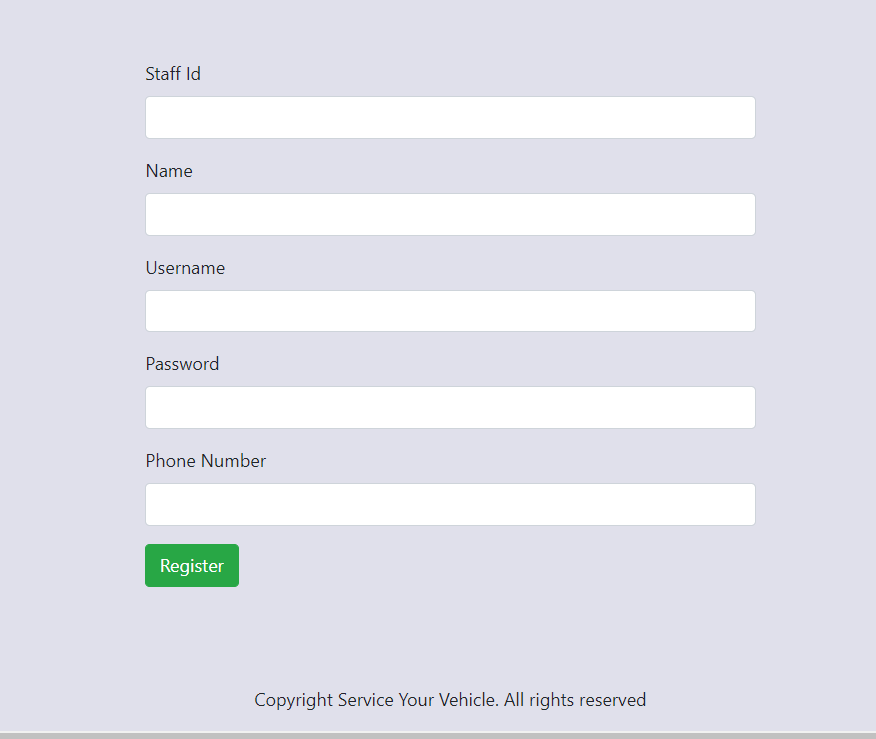 Staff Id
Name
Username
Password
Phone Number
Register
Copyright Service Your Vehicle. All rights reserved